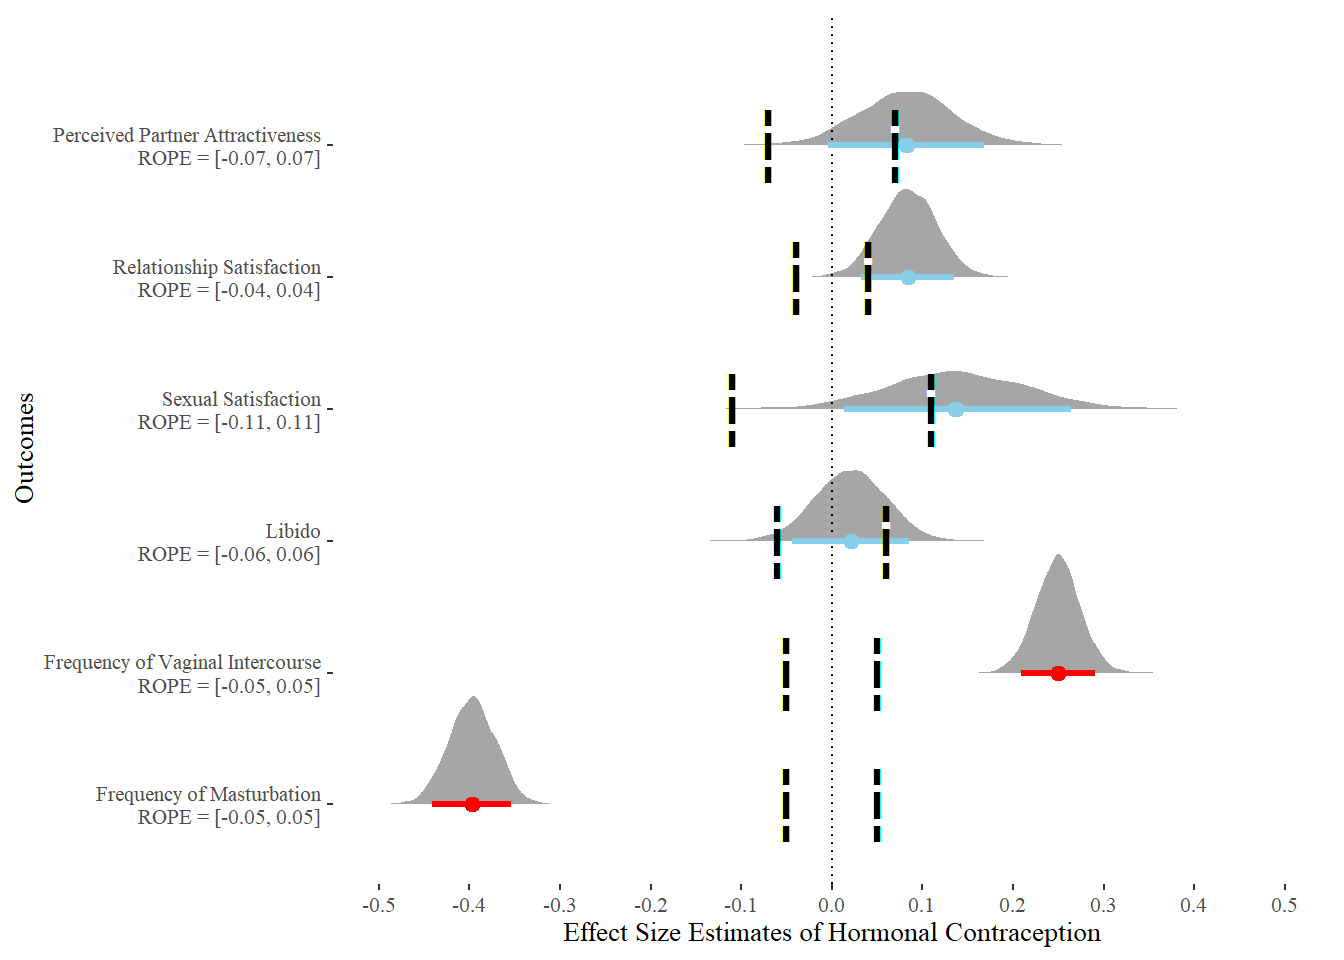 Perceived Partner Attractiveness
ROPE = [-0.07, 0.07]
Relationship Satisfaction
ROPE = [-0.04, 0.04]
Sexual Satisfaction
ROPE = [-0.11, 0.11]
Libido
ROPE = [-0.06, 0.06]
Frequency of Vaginal Intercourse
ROPE = [-0.05, 0.05]
Frequency of Masturbation
ROPE = [-0.05, 0.05]
Outcomes
-0.5 -0.4 -0.3 -0.2 -0.1 0.0 0.1 0.2 0.3 0.4 0.5
Effect Size Estimates of Hormonal Contraception